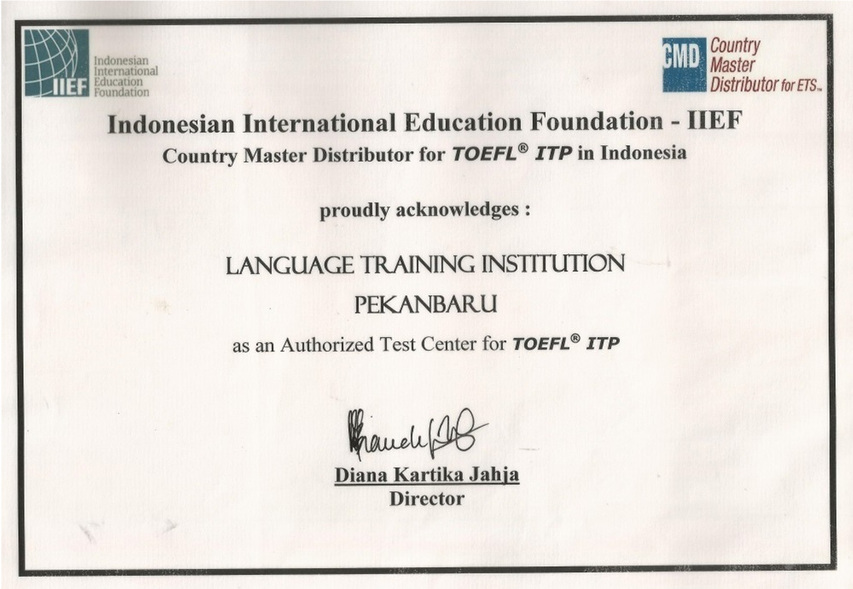 IIEF
Indonesian
International
Education
Foundation
CMD
Country
Master
Distributor for ETS™
Indonesian International Education Foundation - IIEF
Country Master Distributor for TOEFL® ITP in Indonesia
proudly acknowledges :
LANGUAGE TRAINING INSTITUTION
PEKANBARU
as an Authorized Test Center for TOEFL® ITP
Diana Kartika Jahja
Director